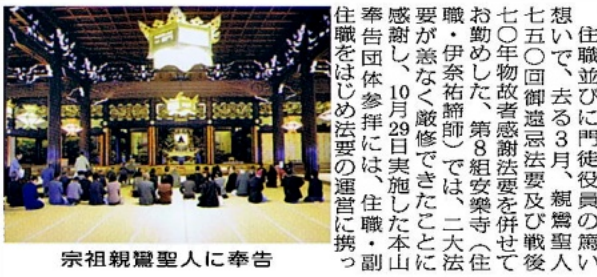 住職並びに門徒役員の篤い
想いで、去る3月、親鸞聖人
七五〇回御遠忌法要及び戦後
七〇年物故者感謝法要を併せて
お勤めした、第8組安樂寺（住
職・伊奈祐諦師）では、二大法
要が恙なく厳修できたことに
感謝し、10月29日実施した本山
奉告団体参拝には、住職・副
住職をはじめ法要の運営に携っ
宗祖親鸞聖人に奉告